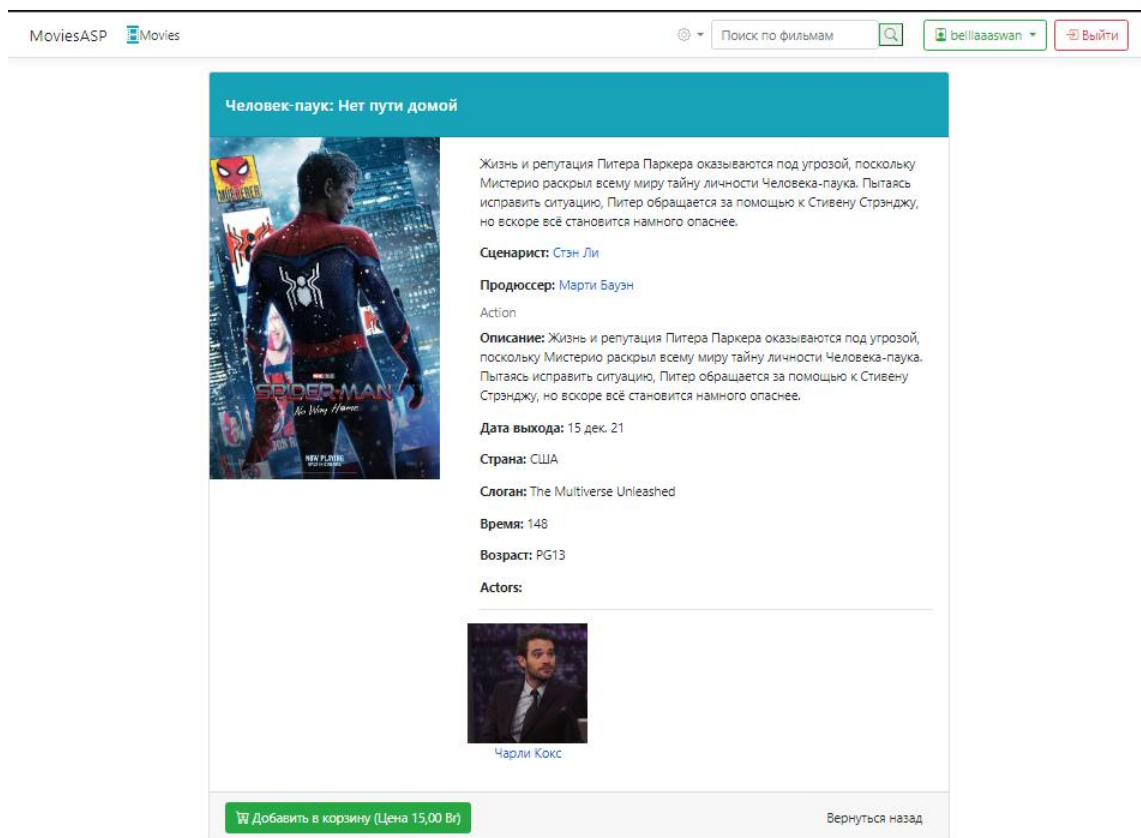 MoviesASP Movies Поиск по фильмам bellaaaswan Выйти
Человек-паук: Нет пути домой
MURDERER
SPIDER-MAN
No Way Home
NOW PLAYING
Жизнь и репутация Питера Паркера оказываются под угрозой, поскольку
Мистерио раскрыл всему миру тайну личности Человека-паука. Пытаясь
исправить ситуацию, Питер обращается за помощью к Стивену Стрэнджу,
но вскоре всё становится намного опаснее.
Сценарист: Стэн Ли
Продюссер: Марти Бауэн
Action
Описание: Жизнь и репутация Питера Паркера оказываются под угрозой,
поскольку Мистерио раскрыл всему миру тайну личности Человека-паука.
Пытаясь исправить ситуацию, Питер обращается за помощью к Стивену
Стрэнджу, но вскоре всё становится намного опаснее.
Дата выхода: 15 дек. 21
Страна: США
Слоган: The Multiverse Unleashed
Время: 148
Возраст: PG13
Actors:
Чарли Кокс
Добавить в корзину (Цена 15,00 Br) Вернуться назад